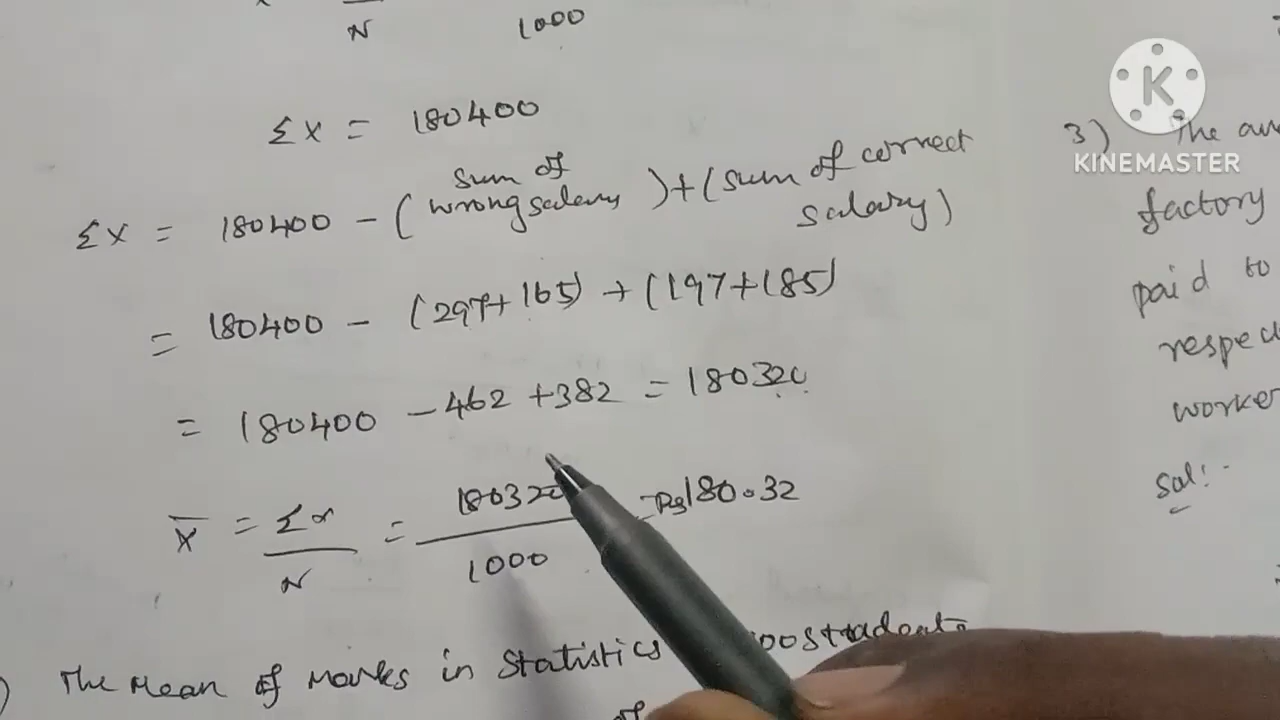 N 1000
Σx = 180400
Σx = 180400 - (sum of wrong salary) + (sum of correct salary)
= 180400 - (297+165) + (197+185)
= 180400 - 462 + 382 = 180320
x̄ = Σx / N = 180320 / 1000 = Rs 180.32
The Mean of Marks in Statistics
of
3) The
factory
paid to
respec
worke
sol:-
K
KINEMASTER